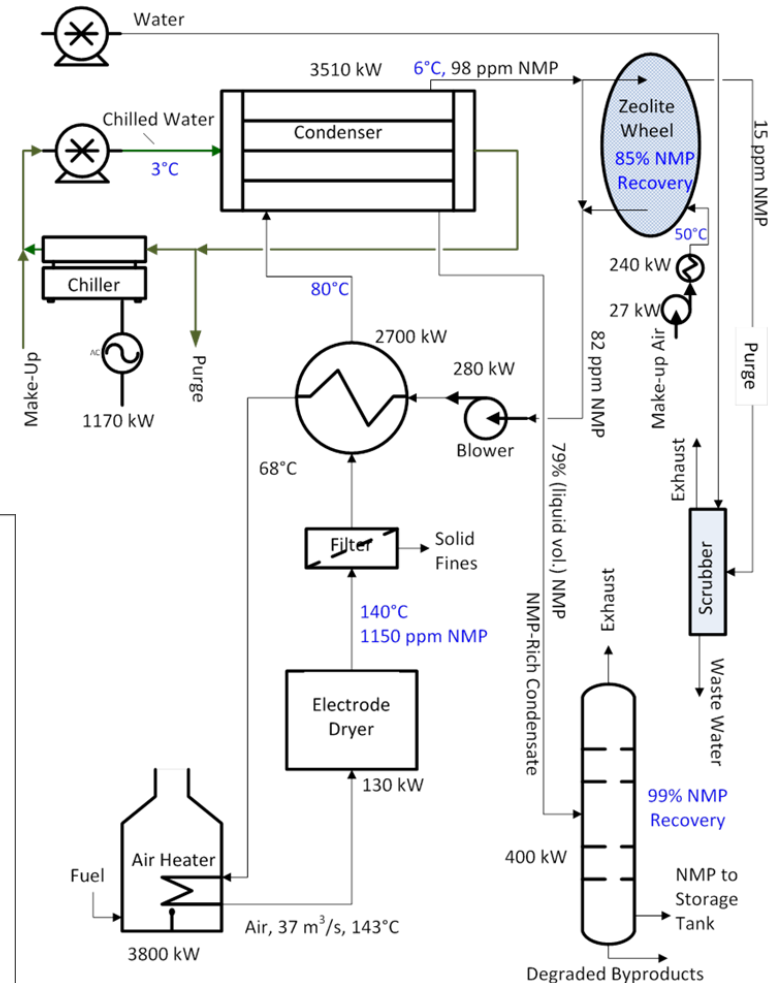 Water
3510 kW
6°C, 98 ppm NMP
Chilled Water
3°C
Condenser
Zeolite
Wheel
85% NMP
Recovery
15 ppm NMP
50°C
240 kW
27 kW
Make-up Air
Chiller
AC
1170 kW
Make-Up
Purge
80°C
2700 kW
280 kW
Blower
82 ppm NMP
Purge
68°C
Filter
Solid
Fines
79% (liquid vol.) NMP
NMP-Rich Condensate
Exhaust
Scrubber
Waste Water
140°C
1150 ppm NMP
Electrode
Dryer
130 kW
Exhaust
99% NMP
Recovery
400 kW
Air Heater
Fuel
Air, 37 m³/s, 143°C
3800 kW
NMP to
Storage
Tank
Degraded Byproducts